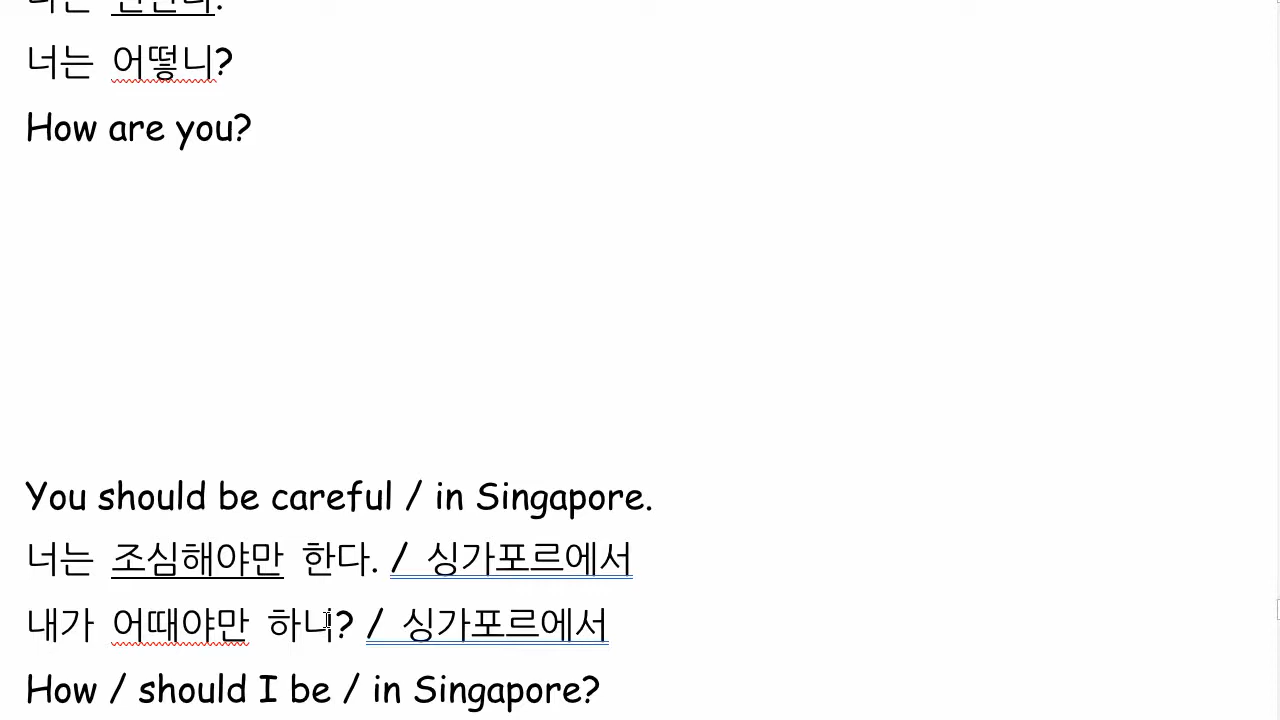 너는 어떻니?
How are you?
You should be careful / in Singapore.
너는 조심해야만 한다. / 싱가포르에서
내가 어때야만 하니? / 싱가포르에서
How / should I be / in Singapore?